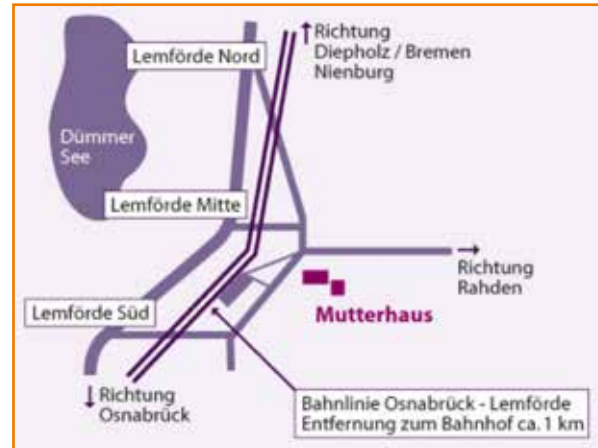 Lemförde Nord
Richtung
Diepholz / Bremen
Nienburg
Dümmer
See
Lemförde Mitte
Richtung
Rahden
Lemförde Süd
Mutterhaus
Richtung
Osnabrück
Bahnlinie Osnabrück - Lemförde
Entfernung zum Bahnhof ca. 1 km